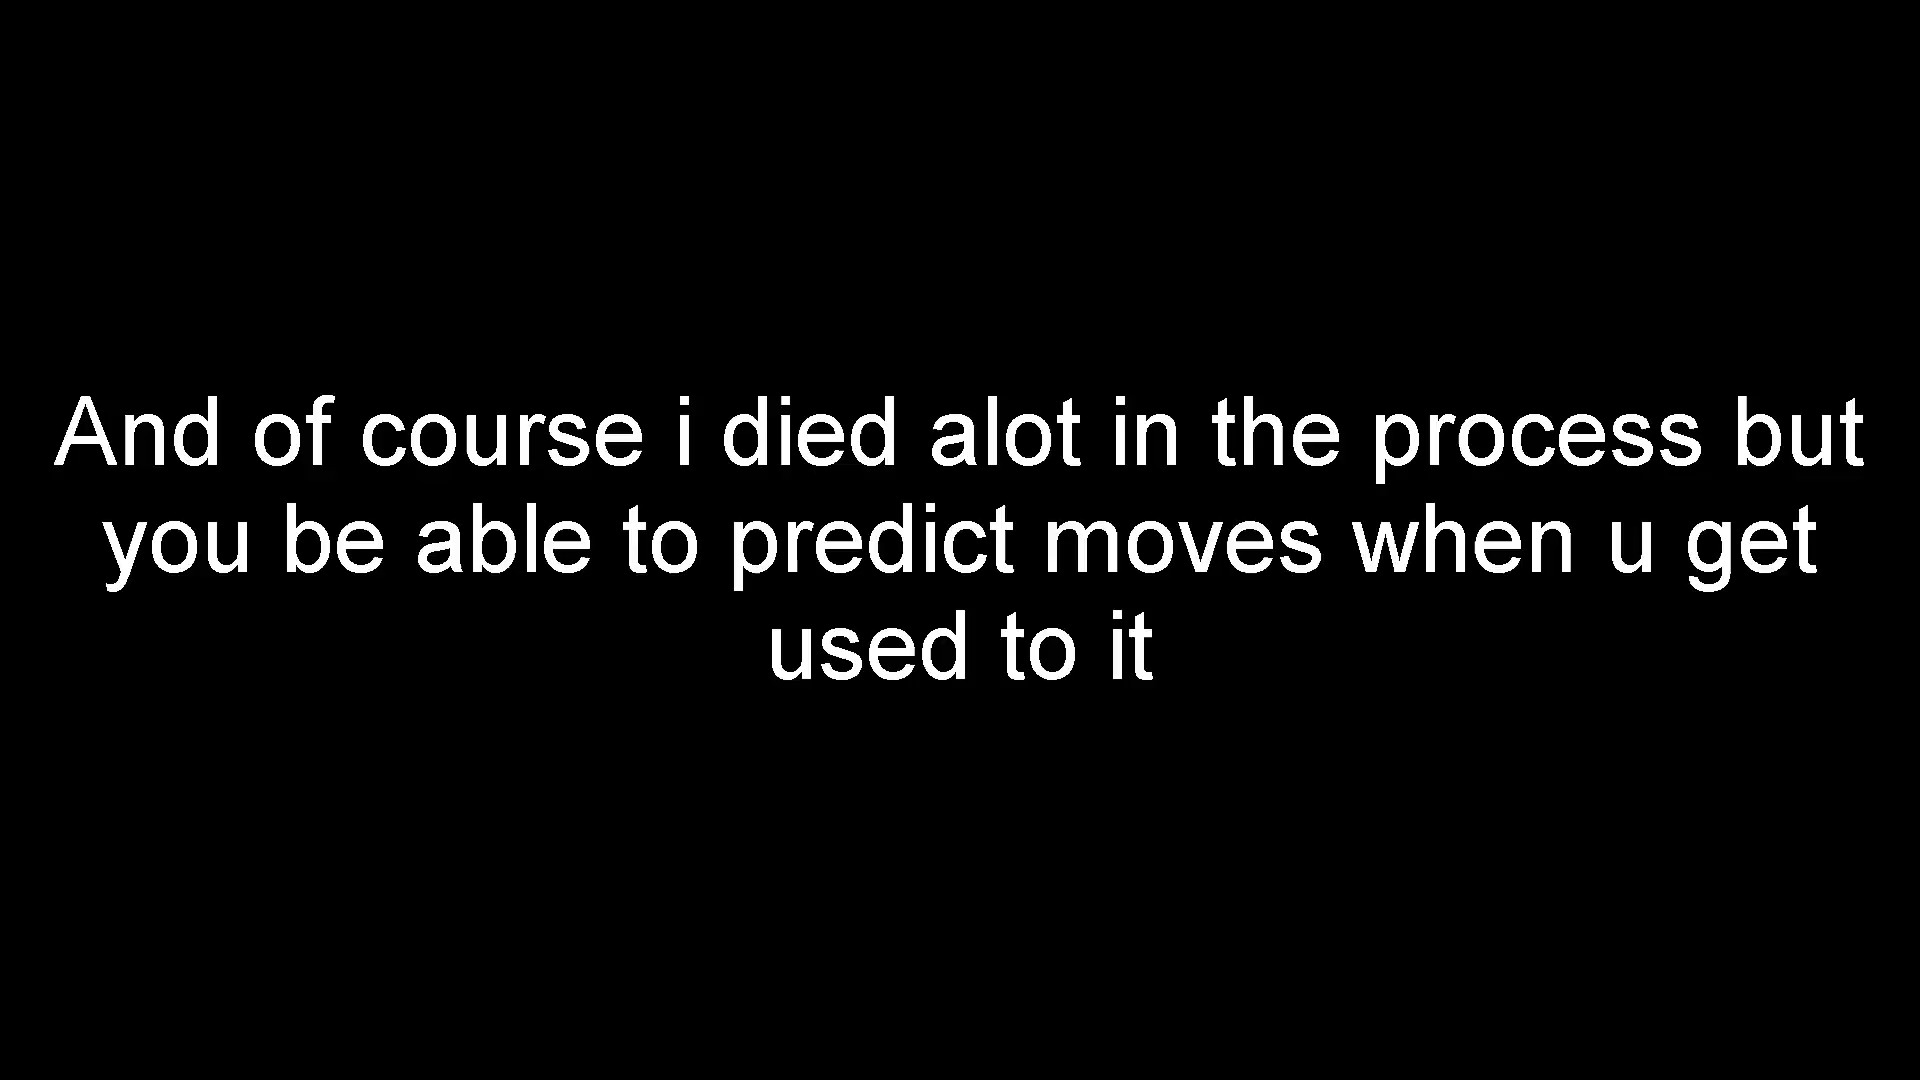 And of course i died alot in the process but
you be able to predict moves when u get
used to it